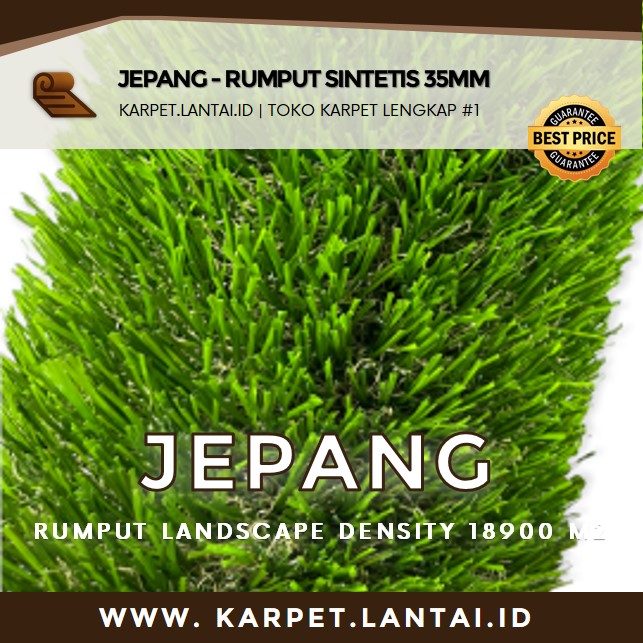 JEPANG - RUMPUT SINTETIS 35MM
KARPET.LANTAI.ID | TOKO KARPET LENGKAP #1
GUARANTEE
BEST PRICE
GUARANTEE
JEPANG
RUMPUT LANDSCAPE DENSITY 18900 M2
WWW. KARPET.LANTAI.ID